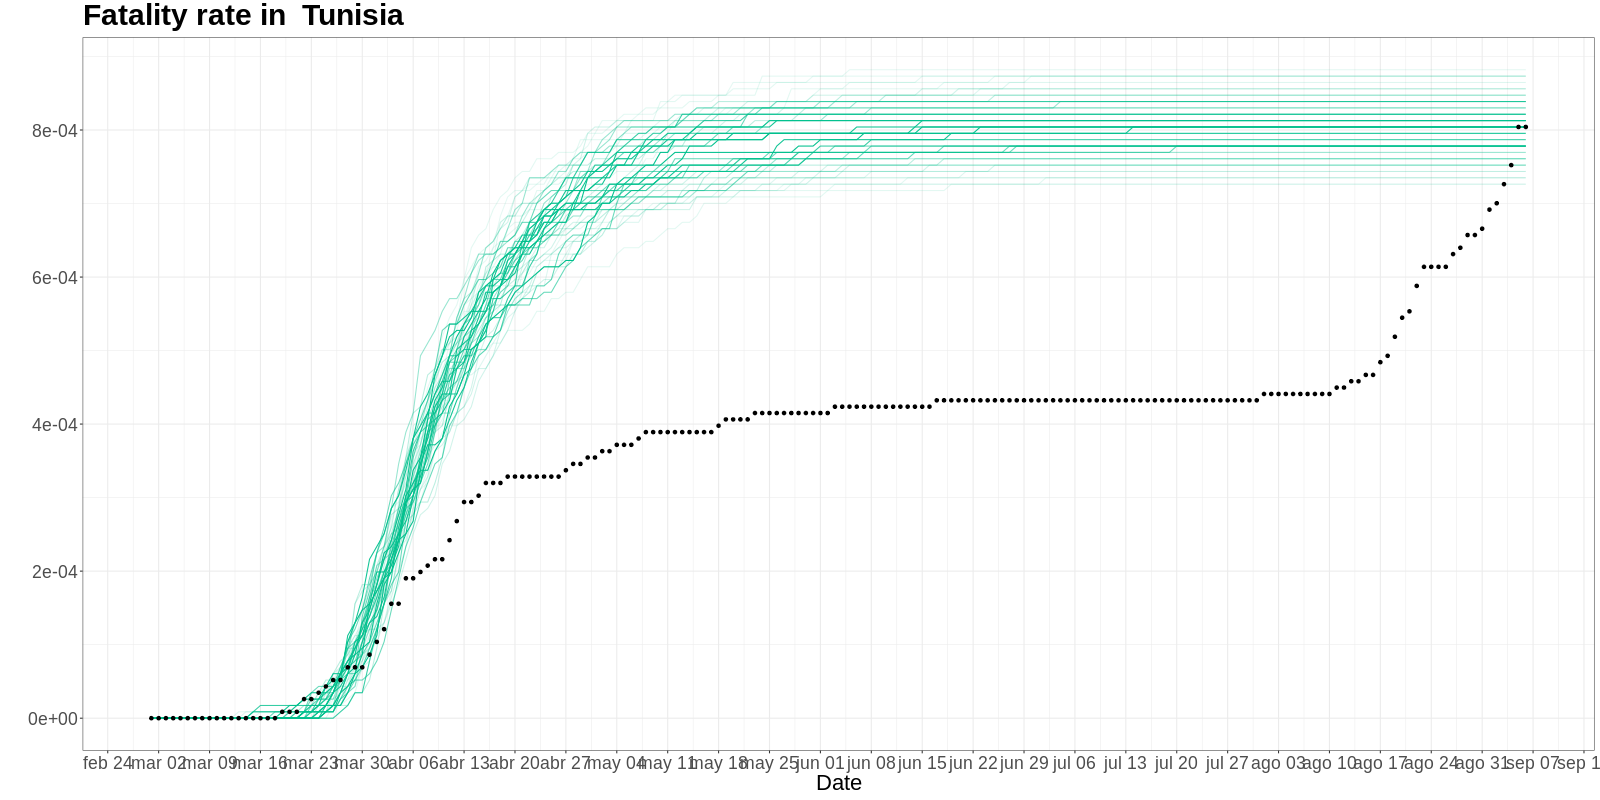 Fatality rate in  Tunisia
8e-04
6e-04
4e-04
2e-04
0e+00
feb 24 mar 02 mar 09 mar 16 mar 23 mar 30 abr 06 abr 13 abr 20 abr 27 may 04 may 11 may 18 may 25 jun 01 jun 08 jun 15 jun 22 jun 29 jul 06 jul 13 jul 20 jul 27 ago 03 ago 10 ago 17 ago 24 ago 31 sep 07 sep 1
Date